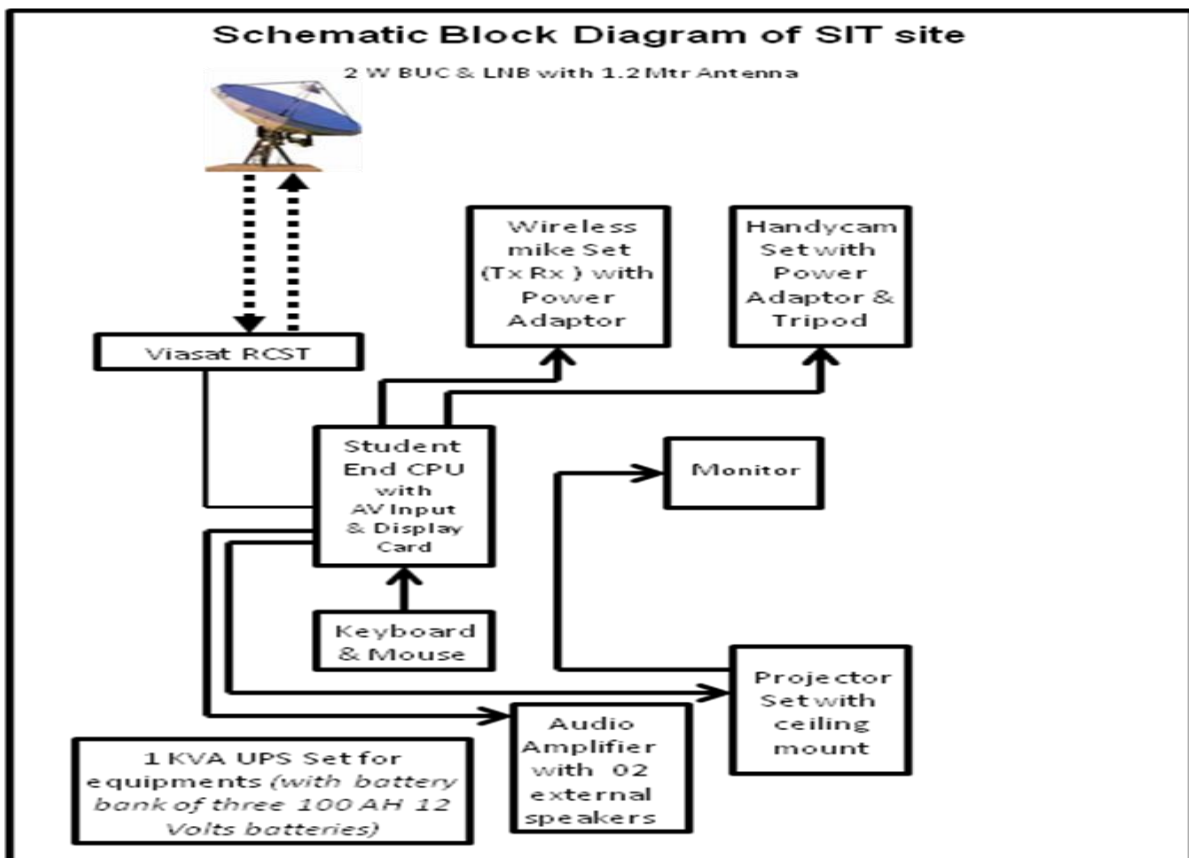 Schematic Block Diagram of SIT site
2 W BUC & LNB with 1.2 Mtr Antenna
Wireless
mike Set
(Tx Rx ) with
Power
Adaptor
Handycam
Set with
Power
Adaptor &
Tripod
Viasat RCST
Student
End CPU
with
AV Input
& Display
Card
Monitor
Keyboard
& Mouse
Projector
Set with
ceiling
mount
Audio
Amplifier
with 02
external
speakers
1 KVA UPS Set for
equipments (with battery
bank of three 100 AH 12
Volts batteries)